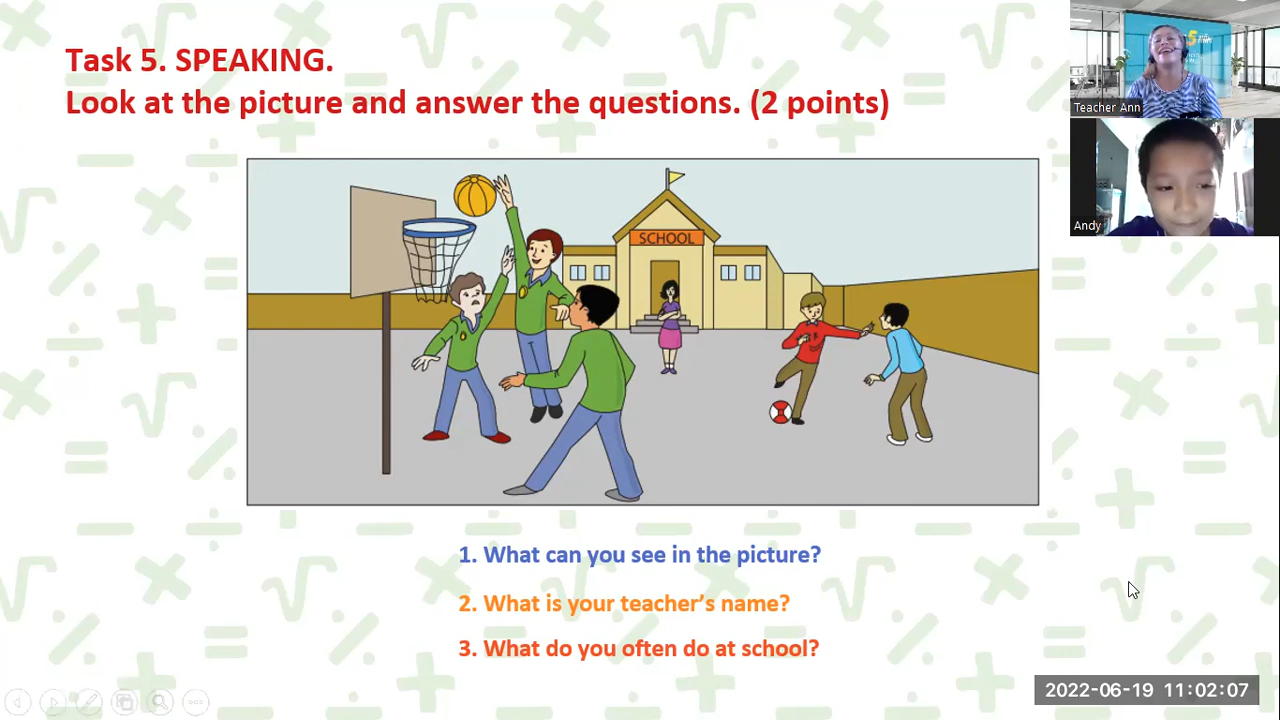 Task 5. SPEAKING.
Look at the picture and answer the questions. (2 points)
Teacher Ann
Andy
SCHOOL
1. What can you see in the picture?
2. What is your teacher's name?
3. What do you often do at school?
2022-06-19 11:02:07